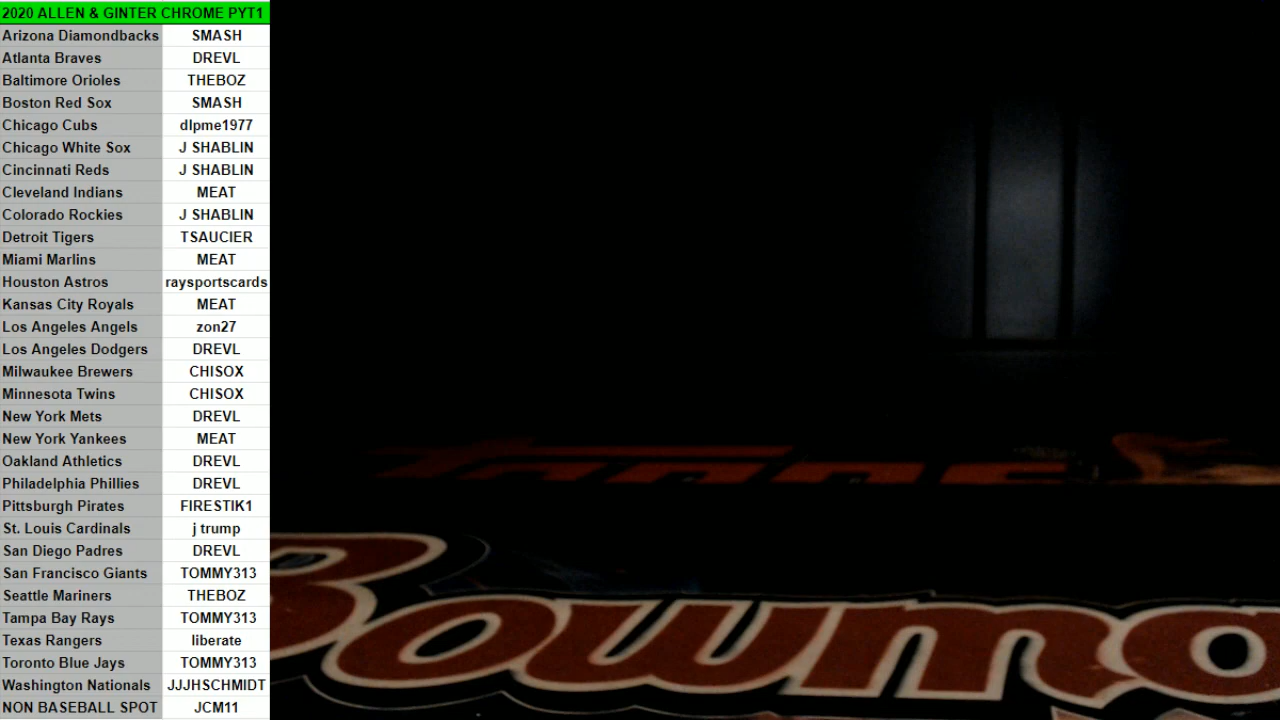 2020 ALLEN & GINTER CHROME PYT1
Arizona Diamondbacks SMASH
Atlanta Braves DREVL
Baltimore Orioles THEBOZ
Boston Red Sox SMASH
Chicago Cubs dlpme1977
Chicago White Sox J SHABLIN
Cincinnati Reds J SHABLIN
Cleveland Indians MEAT
Colorado Rockies J SHABLIN
Detroit Tigers TSAUCIER
Miami Marlins MEAT
Houston Astros raysportscards
Kansas City Royals MEAT
Los Angeles Angels zon27
Los Angeles Dodgers DREVL
Milwaukee Brewers CHISOX
Minnesota Twins CHISOX
New York Mets DREVL
New York Yankees MEAT
Oakland Athletics DREVL
Philadelphia Phillies DREVL
Pittsburgh Pirates FIRESTIK1
St. Louis Cardinals j trump
San Diego Padres DREVL
San Francisco Giants TOMMY313
Seattle Mariners THEBOZ
Tampa Bay Rays TOMMY313
Texas Rangers liberate
Toronto Blue Jays TOMMY313
Washington Nationals JJJHSCHMIDT
NON BASEBALL SPOT JCM11
Bowma